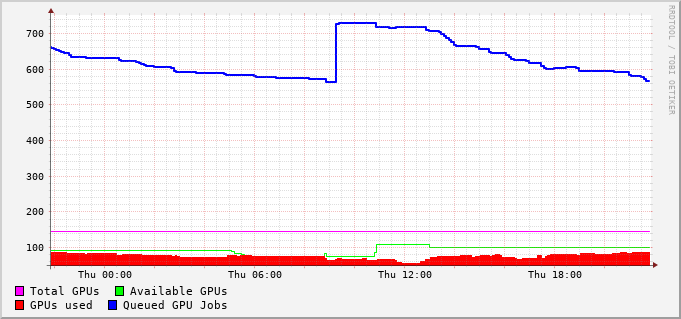 700
600
500
400
300
200
100
Thu 00:00 Thu 06:00 Thu 12:00 Thu 18:00
Total GPUs Available GPUs
GPUs used Queued GPU Jobs
RRDTOOL / TOBI OETIKER